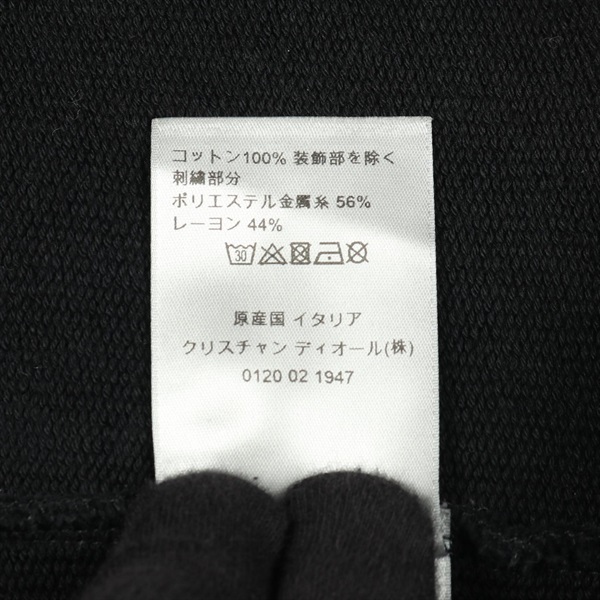 コットン100% 装飾部を除く
刺繍部分
ポリエステル金属糸 56%
レーヨン 44%
30
原産国 イタリア
クリスチャン ディオール(株)
0120 02 1947